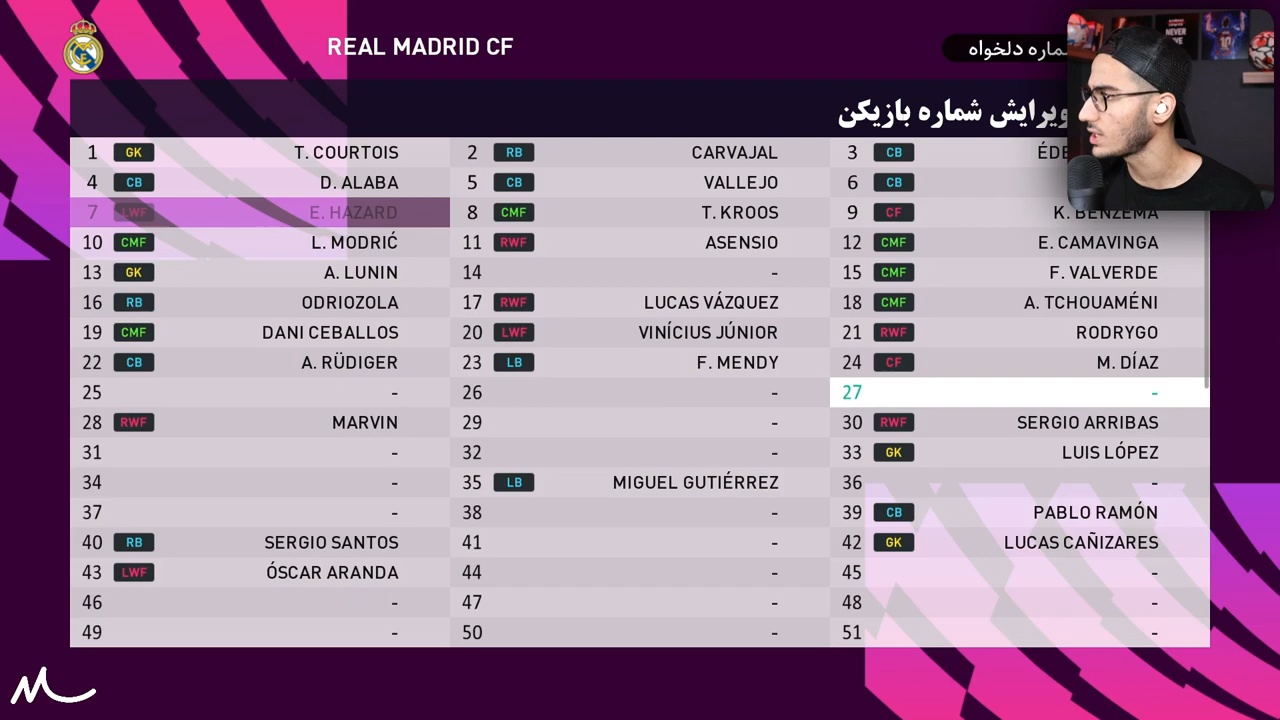 REAL MADRID CF
دلخواه
ویرایش شماره بازیکن
1 GK T. COURTOIS 2 RB CARVAJAL 3 CB
4 CB D. ALABA 5 CB VALLEJO 6 CB
7 LWF E. HAZARD 8 CMF T. KROOS 9 CF K. BENZEMA
10 CMF L. MODRIĆ 11 RWF ASENSIO 12 CMF E. CAMAVINGA
13 GK A. LUNIN 14 - 15 CMF F. VALVERDE
16 RB ODRIOZOLA 17 RWF LUCAS VÁZQUEZ 18 CMF A. TCHOUAMÉNI
19 CMF DANI CEBALLOS 20 LWF VINÍCIUS JÚNIOR 21 RWF RODRYGO
22 CB A. RÜDIGER 23 LB F. MENDY 24 CF M. DÍAZ
25 - 26 - 27 -
28 RWF MARVIN 29 - 30 RWF SERGIO ARRIBAS
31 - 32 - 33 GK LUIS LÓPEZ
34 - 35 LB MIGUEL GUTIÉRREZ 36 -
37 - 38 - 39 CB PABLO RAMÓN
40 RB SERGIO SANTOS 41 - 42 GK LUCAS CAÑIZARES
43 LWF ÓSCAR ARANDA 44 - 45 -
46 - 47 - 48 -
49 - 50 - 51 -